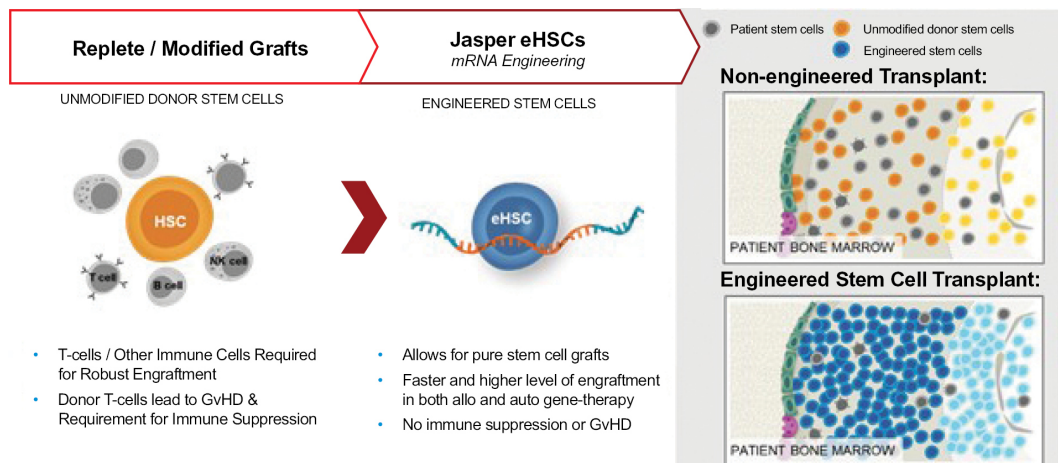 Replete / Modified Grafts
Jasper eHSCs
mRNA Engineering
UNMODIFIED DONOR STEM CELLS
ENGINEERED STEM CELLS
HSC
T cell
B cell
NK cell
eHSC
• T-cells / Other Immune Cells Required
for Robust Engraftment
• Donor T-cells lead to GvHD &
Requirement for Immune Suppression
• Allows for pure stem cell grafts
• Faster and higher level of engraftment
in both allo and auto gene-therapy
• No immune suppression or GvHD
Patient stem cells
Unmodified donor stem cells
Engineered stem cells
Non-engineered Transplant:
PATIENT BONE MARROW
Engineered Stem Cell Transplant:
PATIENT BONE MARROW